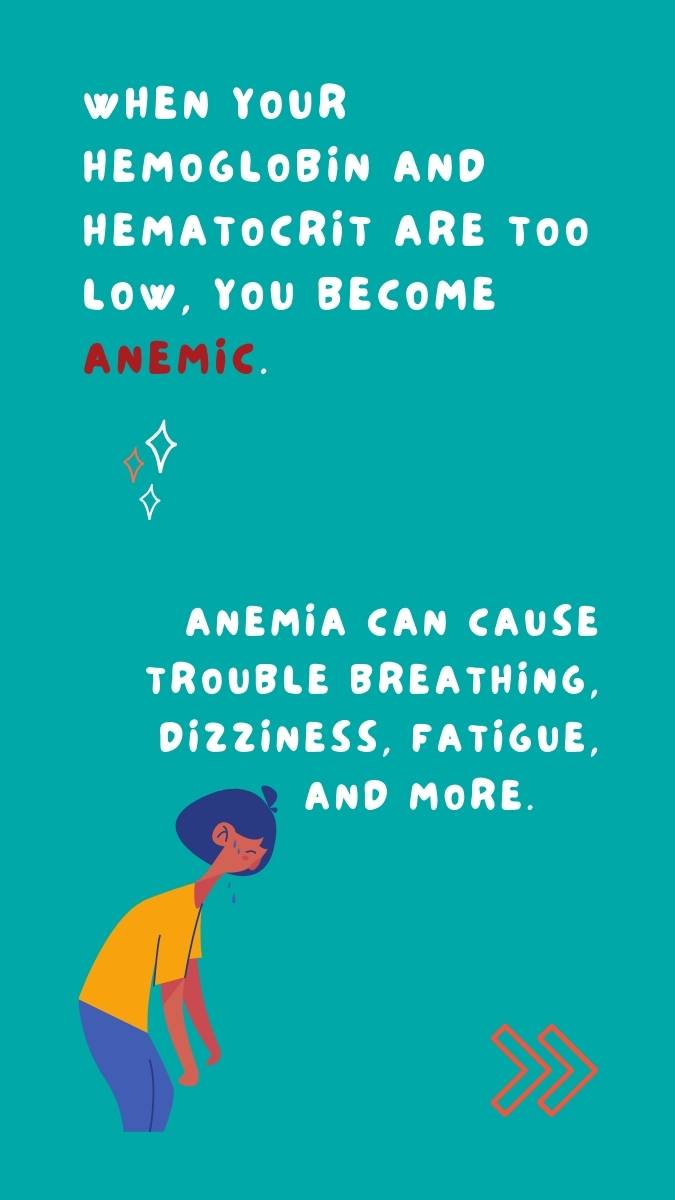 WHEN YOUR
HEMOGLOBIN AND
HEMATOCRIT ARE TOO
LOW, YOU BECOME
ANEMIC.
ANEMIA CAN CAUSE
TROUBLE BREATHING,
DIZZINESS, FATIGUE,
AND MORE.